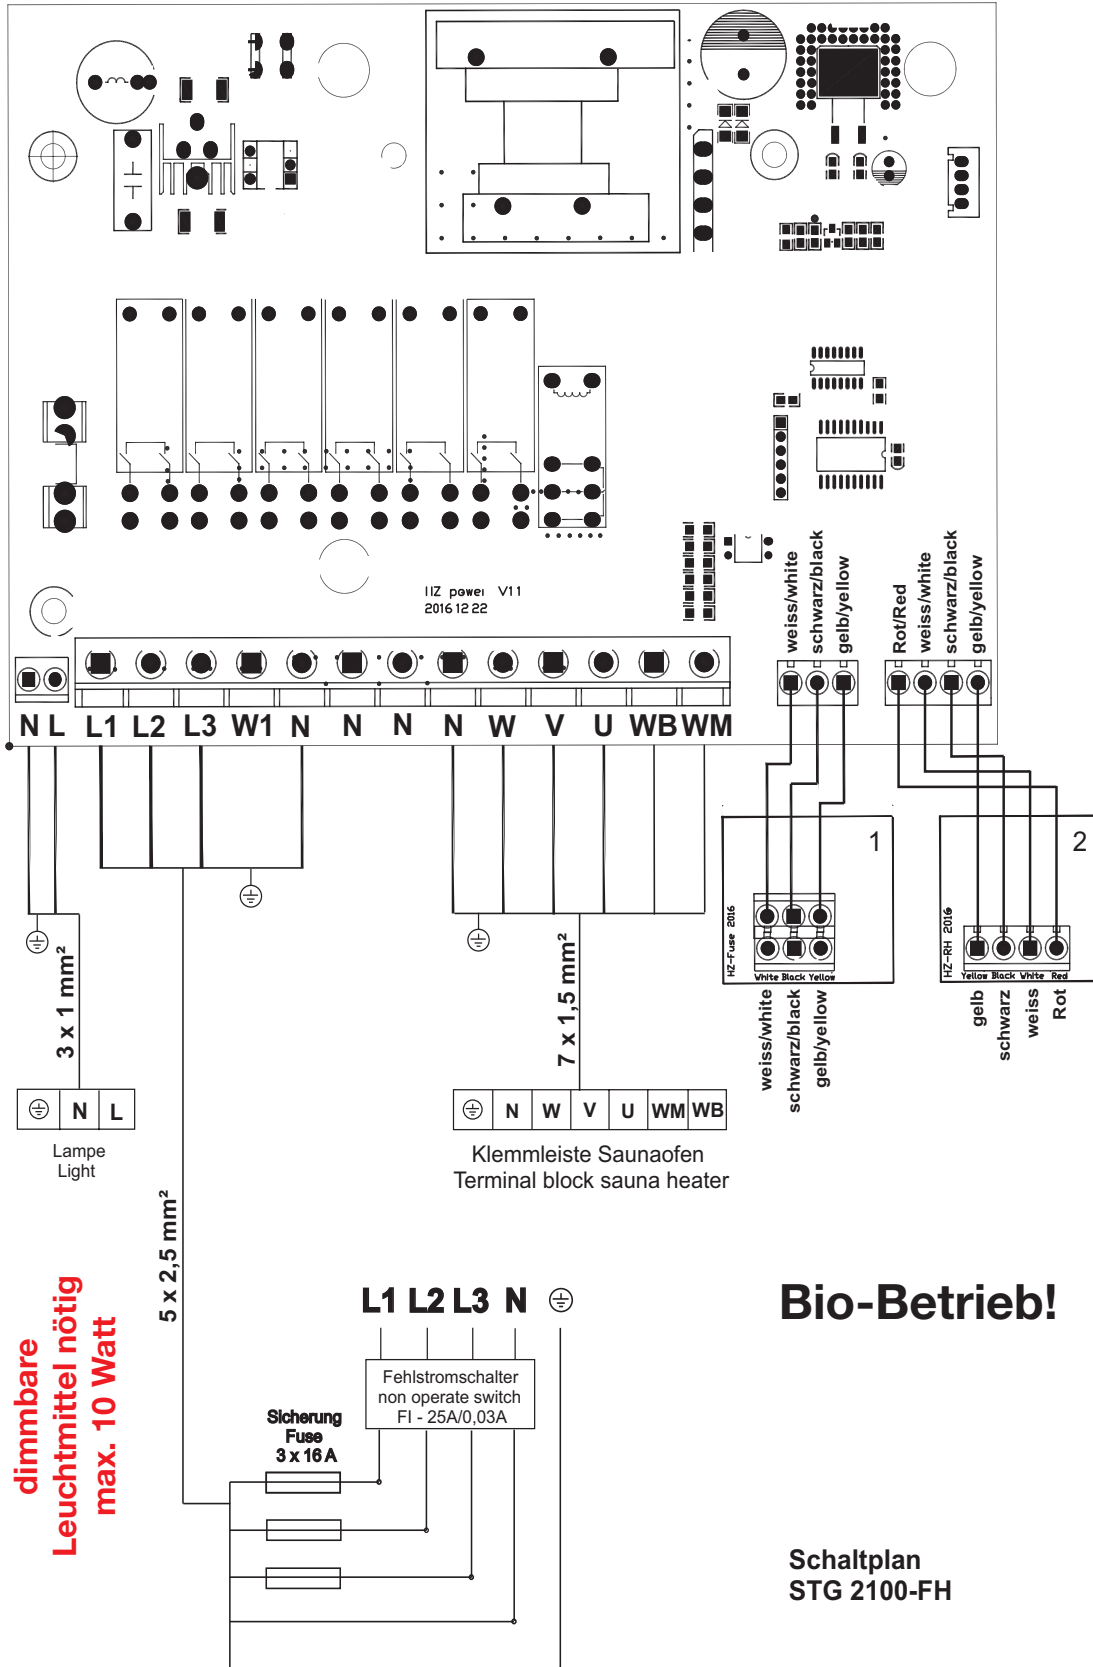 HZ power V11
2016 12 22
weiss/white
schwarz/black
gelb/yellow
Rot/Red
weiss/white
schwarz/black
gelb/yellow
N L L1 L2 L3 W1 N N N N W V U WB WM
1
HZ-Fuse 2016
White Black Yellow
weiss/white
schwarz/black
gelb/yellow
2
HZ-RH 2016
Yellow Black White Red
gelb
schwarz
weiss
Rot
3 x 1 mm²
7 x 1,5 mm²
N L
Lampe
Light
N W V U WM WB
Klemmleiste Saunaofen
Terminal block sauna heater
5 x 2,5 mm²
dimmbare
Leuchtmittel nötig
max. 10 Watt
L1 L2 L3 N
Fehlstromschalter
non operate switch
FI - 25A/0,03A
Sicherung
Fuse
3 x 16 A
Bio-Betrieb!
Schaltplan
STG 2100-FH